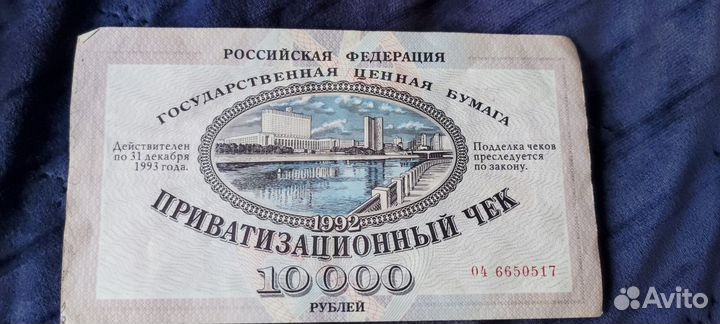 РОССИЙСКАЯ ФЕДЕРАЦИЯ
ГОСУДАРСТВЕННАЯ ЦЕННАЯ БУМАГА
Действителен
по 31 декабря
1993 года.
Подделка чеков
преследуется
по закону.
1992
ПРИВАТИЗАЦИОННЫЙ ЧЕК
10 000
РУБЛЕЙ
04 6650517
Avito